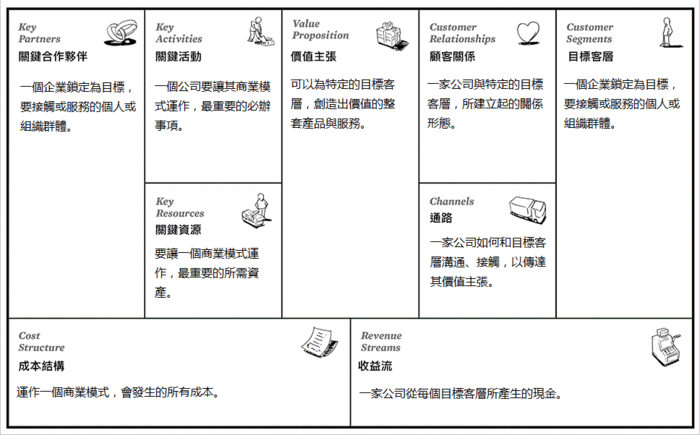 Key
Partners
關鍵合作夥伴
一個企業鎖定為目標，
要接觸或服務的個人或
組織群體。
Key
Activities
關鍵活動
一個公司要讓其商業模
式運作，最重要的必辦
事項。
Key
Resources
關鍵資源
要讓一個商業模式運
作，最重要的所需資
產。
Value
Proposition
價值主張
可以為特定的目標客
層，創造出價值的整
套產品與服務。
Customer
Relationships
顧客關係
一家公司與特定的目標
客層，所建立起的關係
形態。
Channels
通路
一家公司如何和目標客
層溝通、接觸，以傳達
其價值主張。
Customer
Segments
目標客層
一個企業鎖定為目標，
要接觸或服務的個人或
組織群體。
Cost
Structure
成本結構
運作一個商業模式，會發生的所有成本。
Revenue
Streams
收益流
一家公司從每個目標客層所產生的現金。